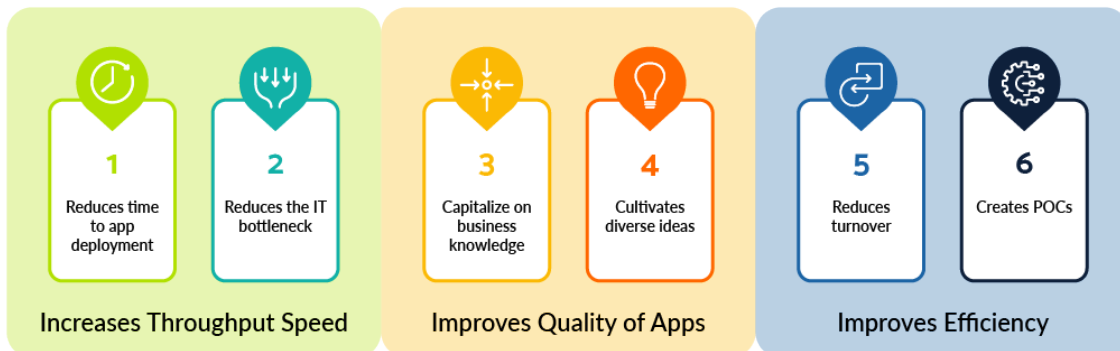 1
Reduces time
to app
deployment
2
Reduces the IT
bottleneck
Increases Throughput Speed
3
Capitalize on
business
knowledge
4
Cultivates
diverse ideas
Improves Quality of Apps
5
Reduces
turnover
6
Creates POCs
Improves Efficiency